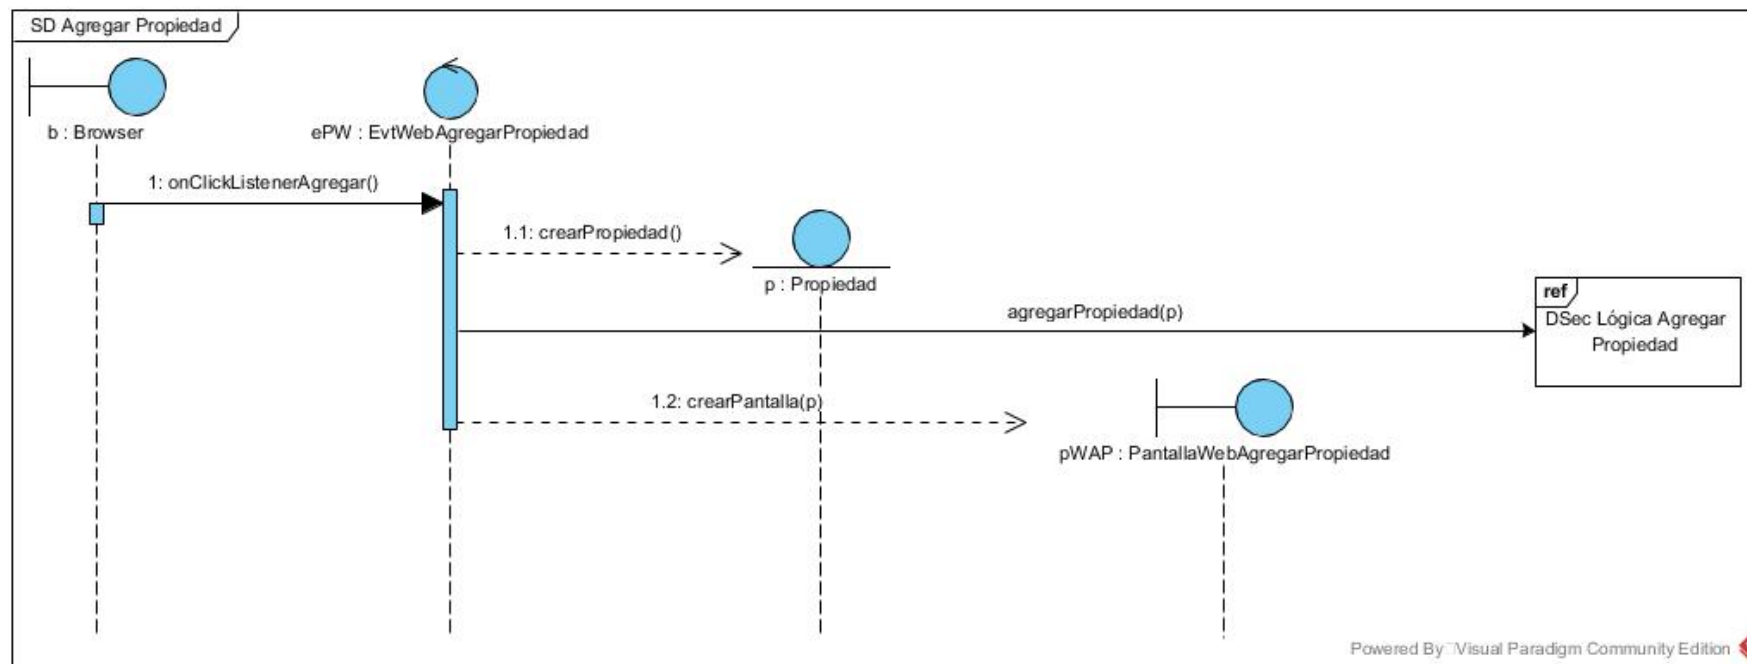 SD Agregar Propiedad
b : Browser
ePW : EvtWebAgregarPropiedad
1: onClickListenerAgregar()
1.1: crearPropiedad()
p : Propiedad
agregarPropiedad(p)
ref
DSec Lógica Agregar
Propiedad
1.2: crearPantalla(p)
pWAP : PantallaWebAgregarPropiedad
Powered By Visual Paradigm Community Edition